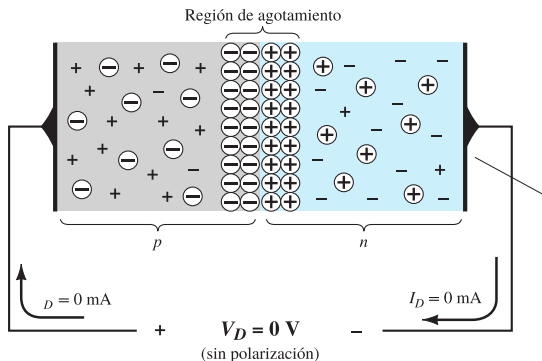 Región de agotamiento
p
n
D = 0 mA
I_D = 0 mA
+ V_D = 0 V −
(sin polarización)